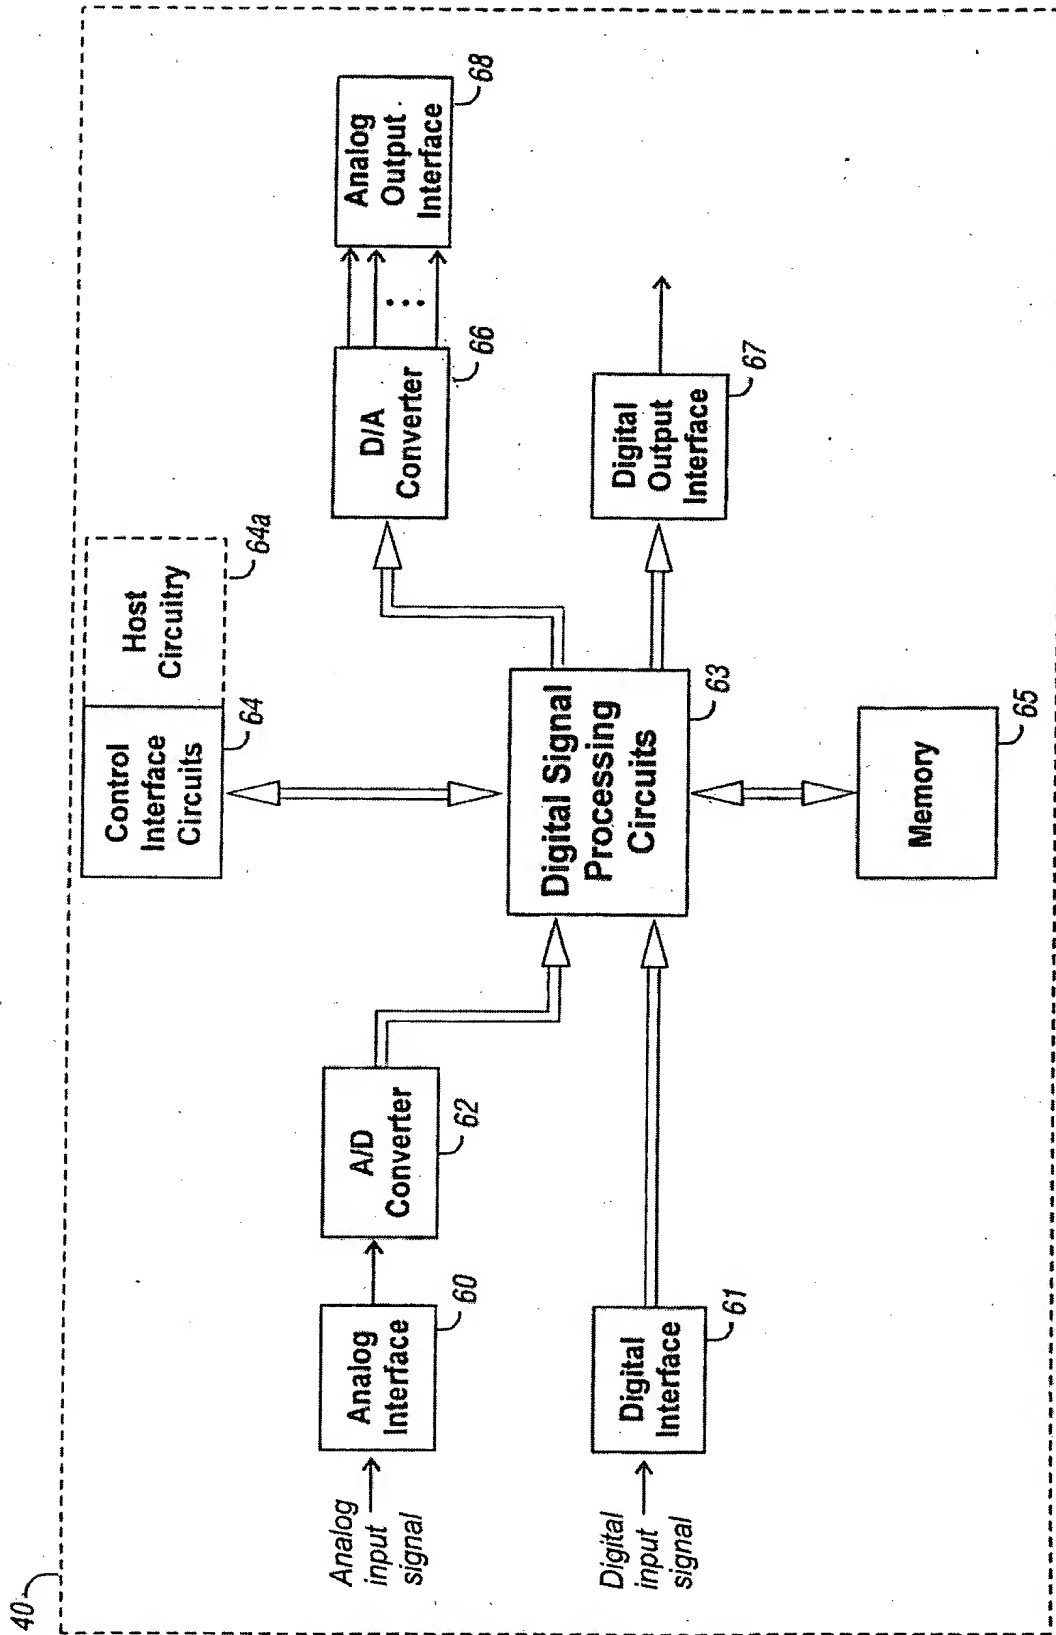 40
Control
Interface
Circuits
64
Host
Circuitry
64a
Analog
input
signal
Analog
Interface
60
A/D
Converter
62
D/A
Converter
66
Analog
Output
Interface
68
Digital Signal
Processing
Circuits
63
Digital
input
signal
Digital
Interface
61
Digital
Output
Interface
67
Memory
65